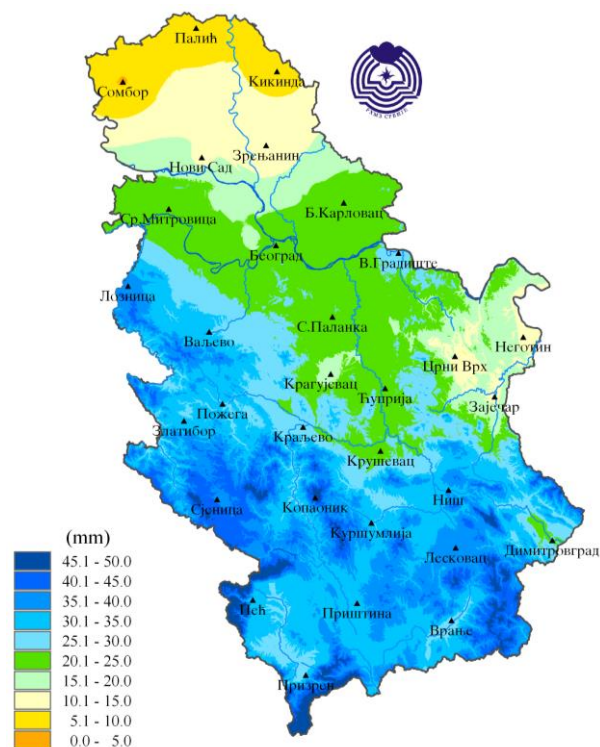 Палић
Кикинда
Сомбор
Зрењанин
Нови Сад
Б.Карловац
Ср.Митровица
Београд
В.Градиште
Лозница
С.Паланка
Ваљево
Неготин
Црни Врх
Крагујевац
Ћуприја
Зајечар
Пожега
Златибор
Краљево
Крушевац
Ниш
Сјеница
Копаоник
Куршумлија
Димитровград
Лесковац
Пећ
Приштина
Врање
Призрен
(mm)
45.1 - 50.0
40.1 - 45.0
35.1 - 40.0
30.1 - 35.0
25.1 - 30.0
20.1 - 25.0
15.1 - 20.0
10.1 - 15.0
5.1 - 10.0
0.0 - 5.0